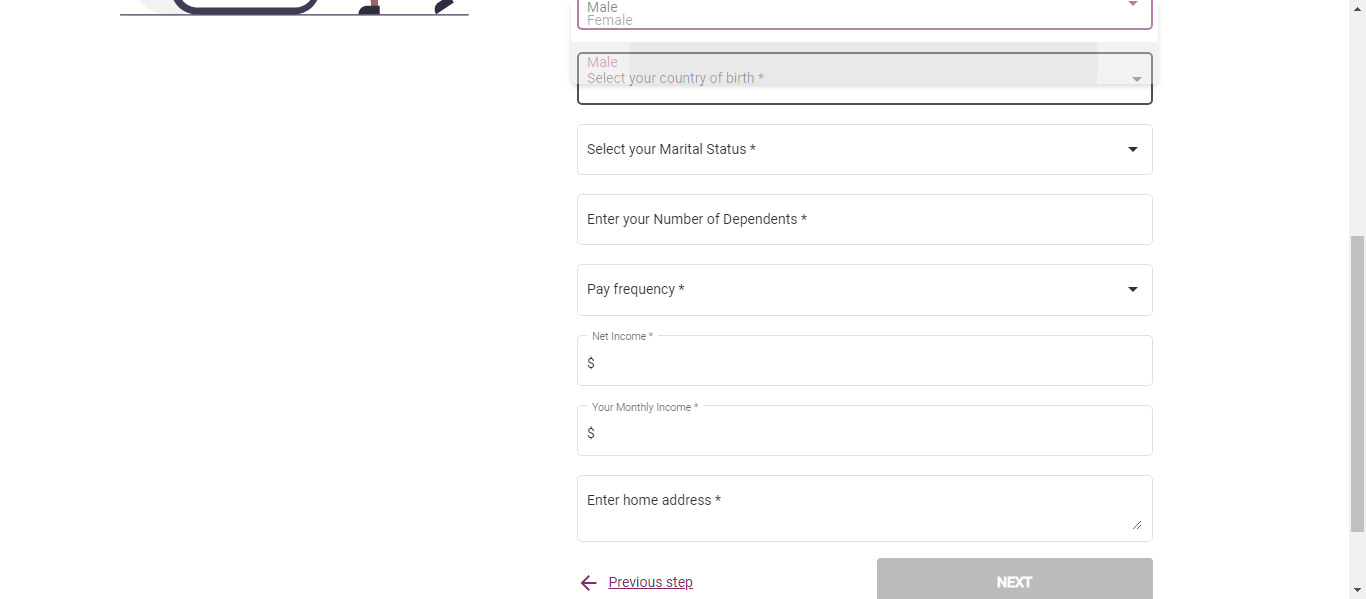 Male
Female
Male
Select your country of birth *
Select your Marital Status *
Enter your Number of Dependents *
Pay frequency *
Net Income *
$
Your Monthly Income *
$
Enter home address *
Previous step
NEXT